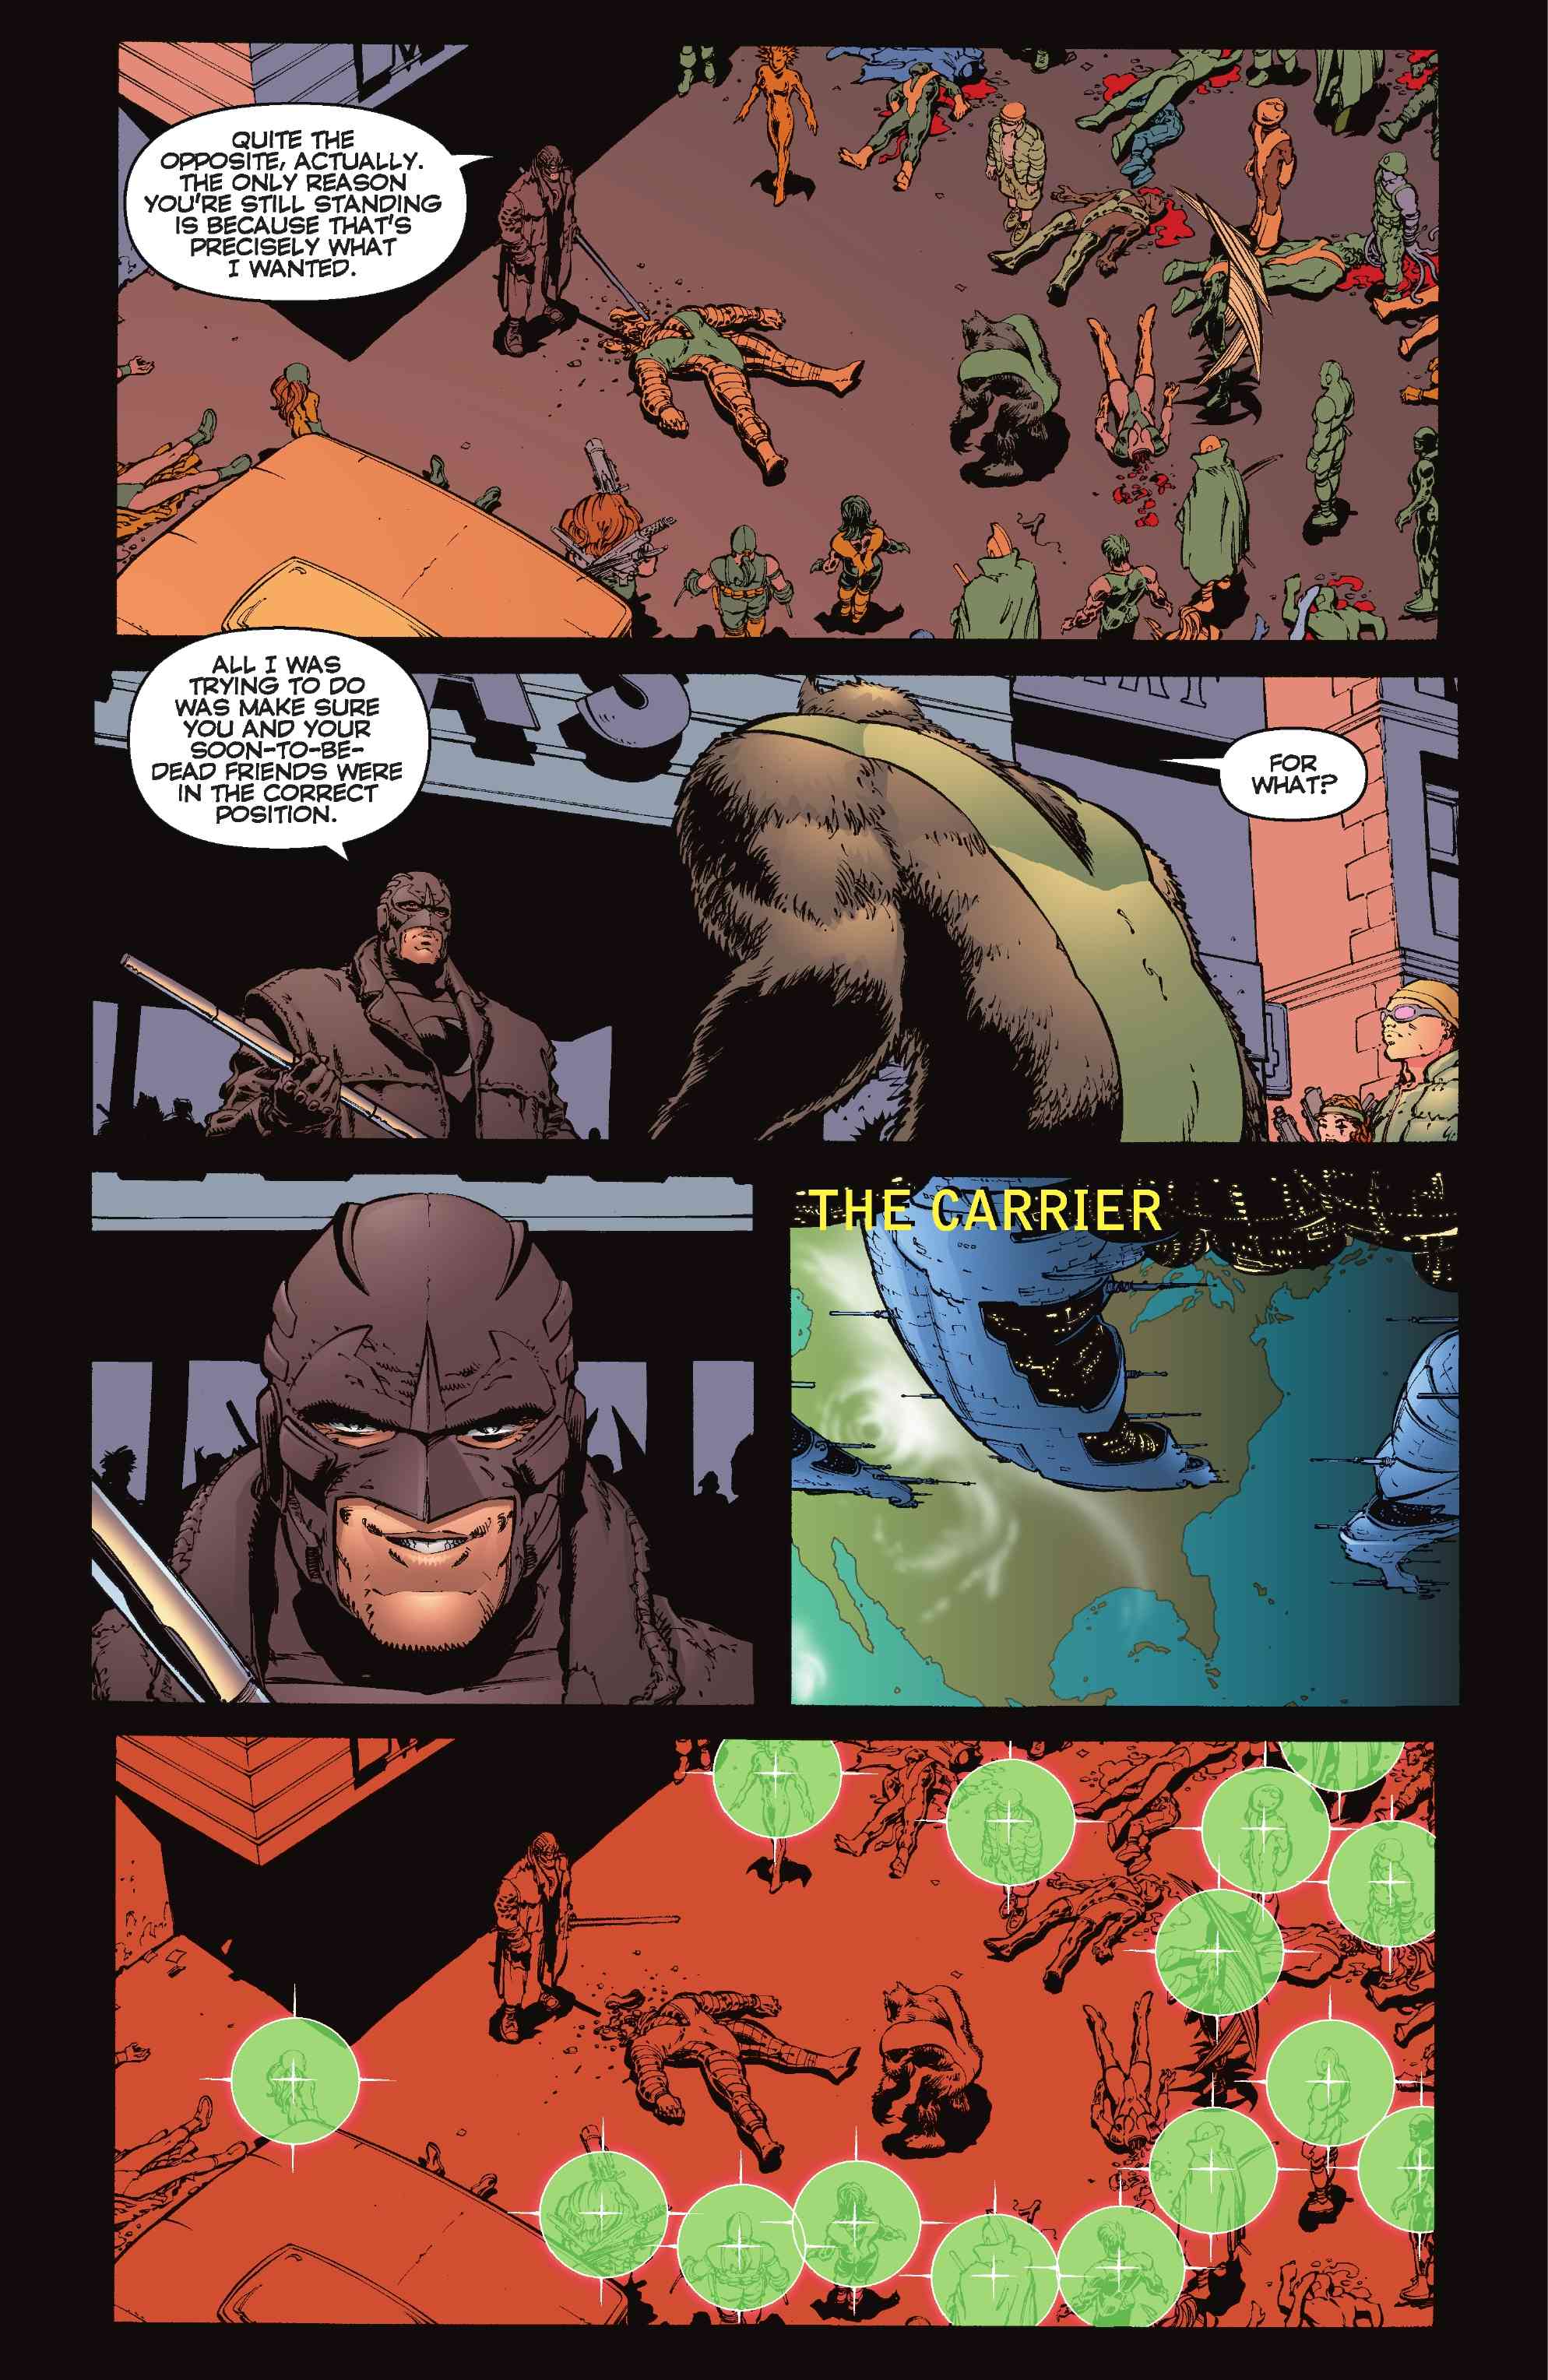 QUITE THE
OPPOSITE, ACTUALLY.
THE ONLY REASON
YOU'RE STILL STANDING
IS BECAUSE THAT'S
PRECISELY WHAT
I WANTED.
ALL I WAS
TRYING TO DO
WAS MAKE SURE
YOU AND YOUR
SOON-TO-BE-
DEAD FRIENDS WERE
IN THE CORRECT
POSITION.
FOR
WHAT?
THE CARRIER